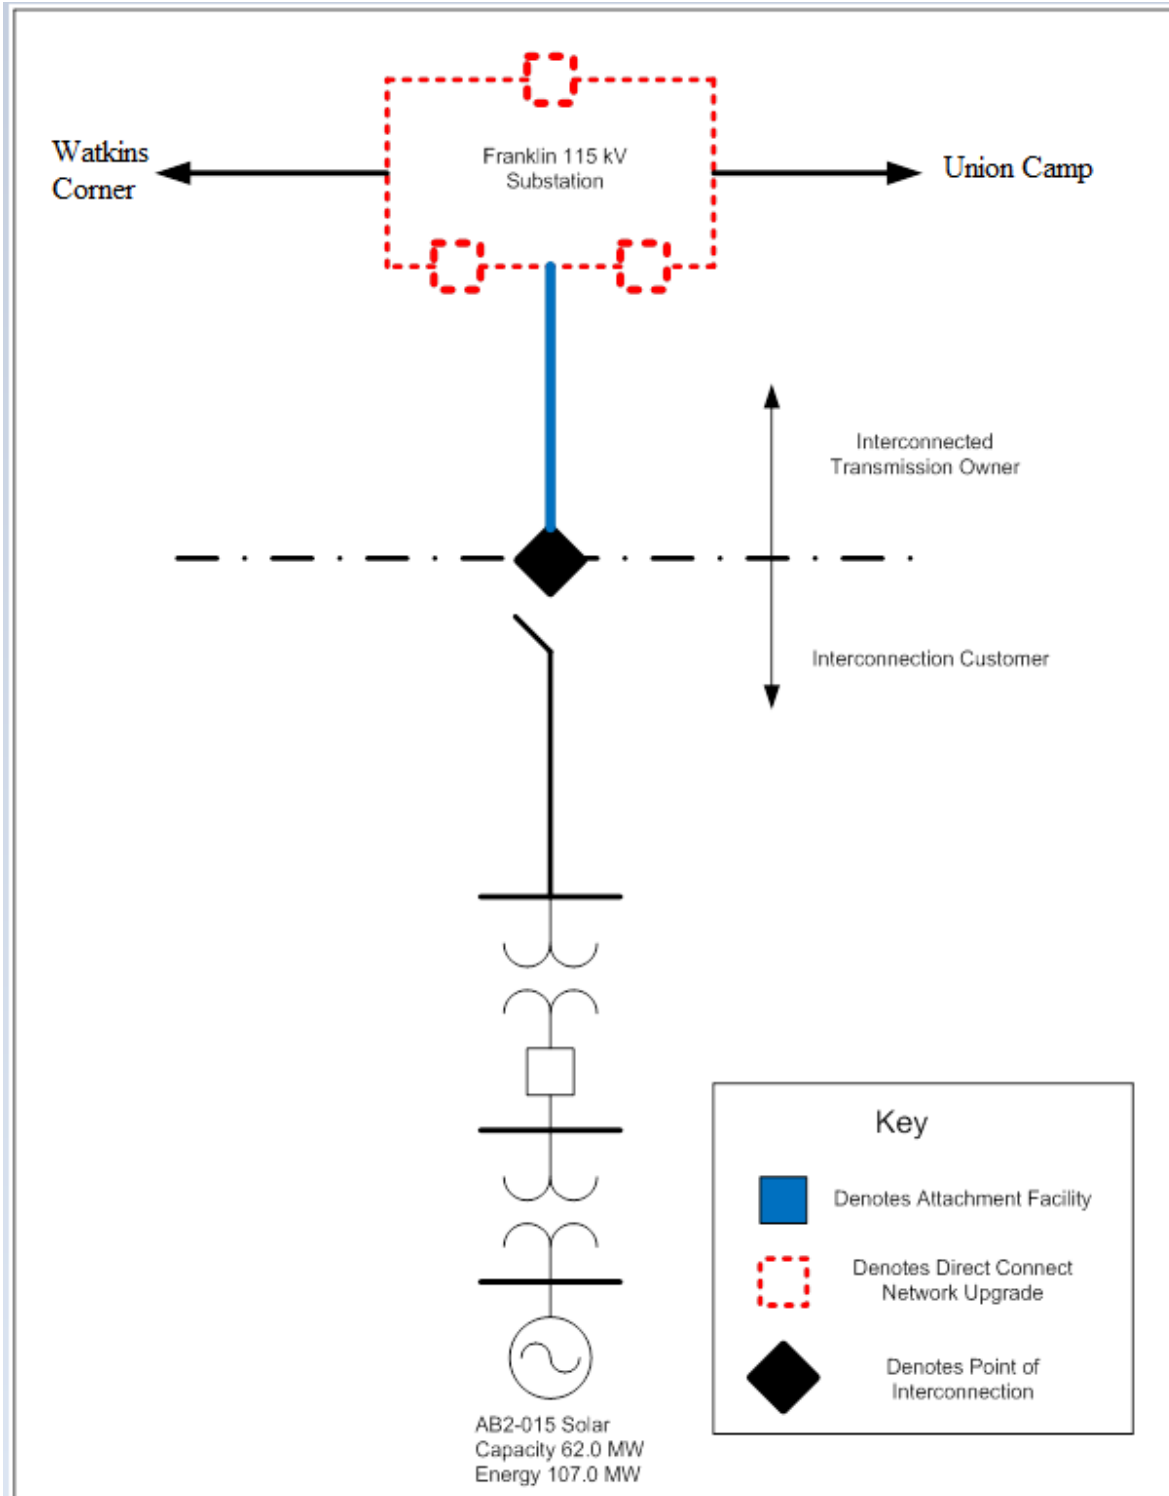 Watkins
Corner
Franklin 115 kV
Substation
Union Camp
Interconnected
Transmission Owner
Interconnection Customer
Key
Denotes Attachment Facility
Denotes Direct Connect
Network Upgrade
Denotes Point of
Interconnection
AB2-015 Solar
Capacity 62.0 MW
Energy 107.0 MW